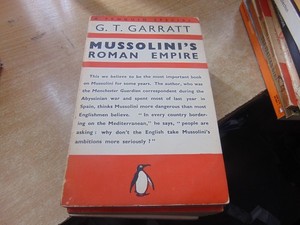 A PENGUIN SPECIAL
G. T. GARRATT
MUSSOLINI'S
ROMAN EMPIRE
This we believe to be the most important book
on Mussolini for some years. The author, who was
the Manchester Guardian correspondent during the
Abyssinian war and spent most of last year in
Spain, thinks Mussolini more dangerous than most
Englishmen believe. "In every country border-
ing on the Mediterranean," he says, "people are
asking: why don't the English take Mussolini's
ambitions more seriously?"